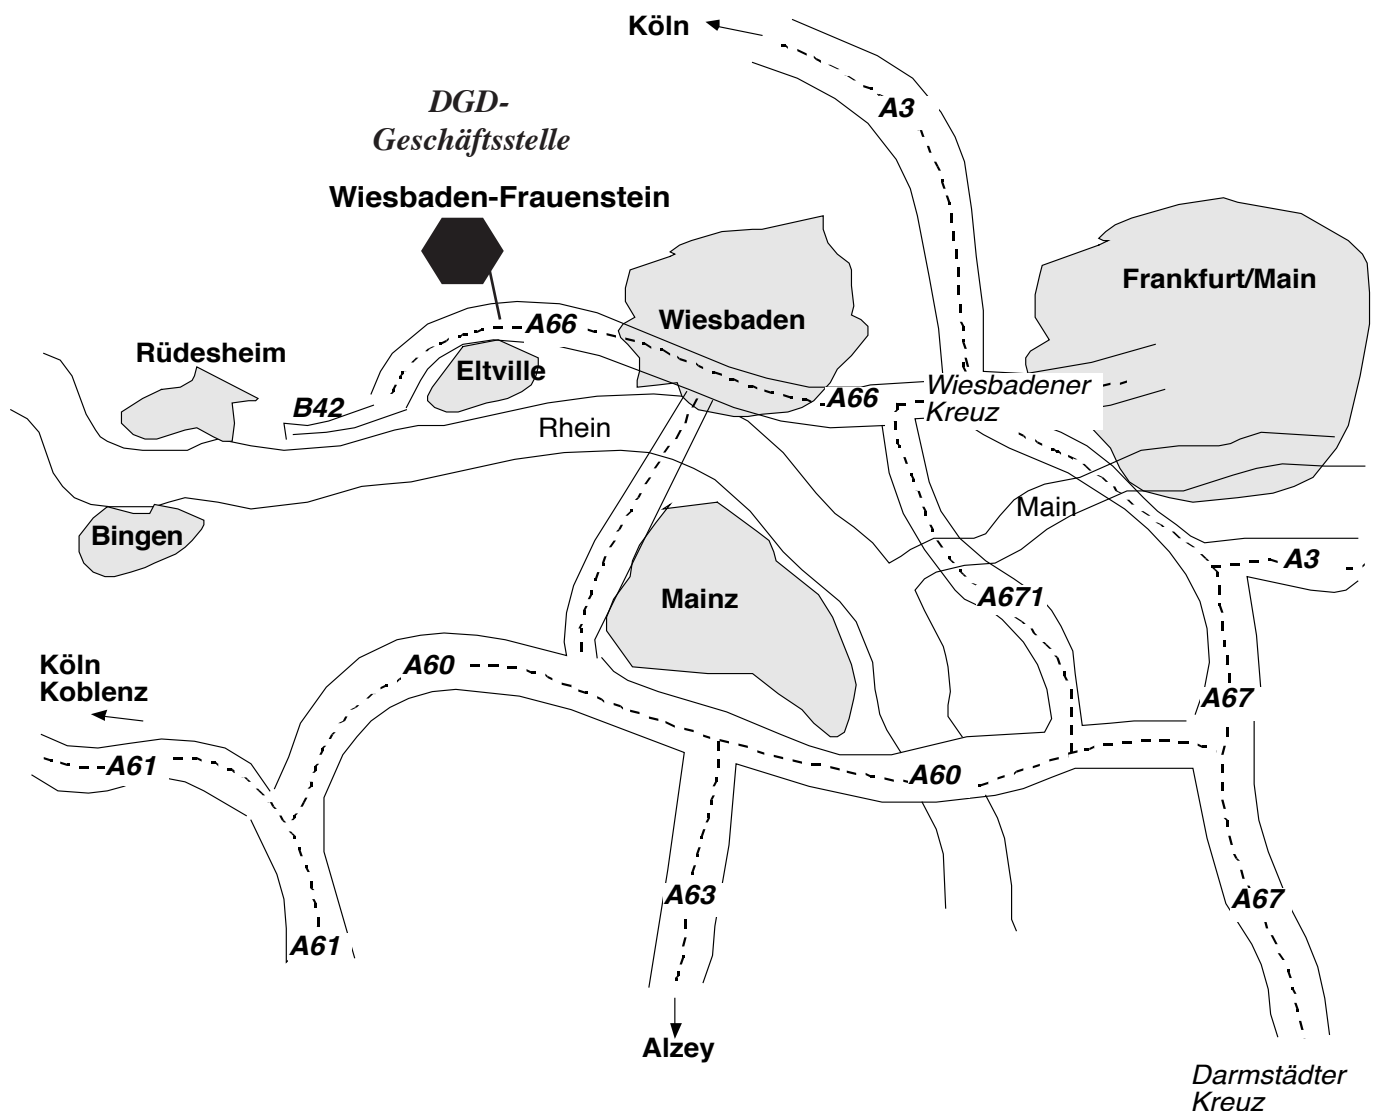 Köln
A3
DGD-
Geschäftsstelle
Wiesbaden-Frauenstein
Frankfurt/Main
A66
Wiesbaden
Rüdesheim
Eltville
B42
A66
Wiesbadener
Kreuz
Rhein
Main
Bingen
A3
Mainz
A671
Köln
Koblenz
A60
A67
A61
A60
A63
A67
A61
Alzey
Darmstädter
Kreuz